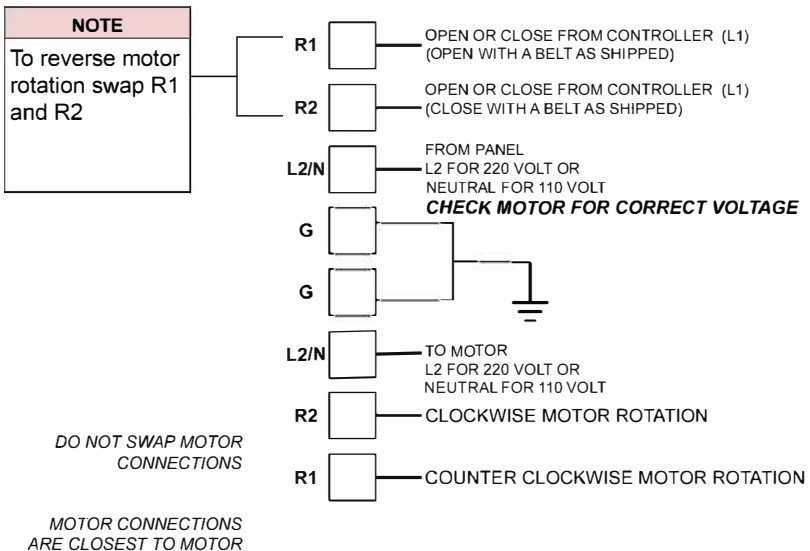 NOTE
To reverse motor
rotation swap R1
and R2
R1
OPEN OR CLOSE FROM CONTROLLER (L1)
(OPEN WITH A BELT AS SHIPPED)
R2
OPEN OR CLOSE FROM CONTROLLER (L1)
(CLOSE WITH A BELT AS SHIPPED)
L2/N
FROM PANEL
L2 FOR 220 VOLT OR
NEUTRAL FOR 110 VOLT
CHECK MOTOR FOR CORRECT VOLTAGE
G
G
L2/N
TO MOTOR
L2 FOR 220 VOLT OR
NEUTRAL FOR 110 VOLT
R2
CLOCKWISE MOTOR ROTATION
DO NOT SWAP MOTOR
CONNECTIONS
R1
COUNTER CLOCKWISE MOTOR ROTATION
MOTOR CONNECTIONS
ARE CLOSEST TO MOTOR